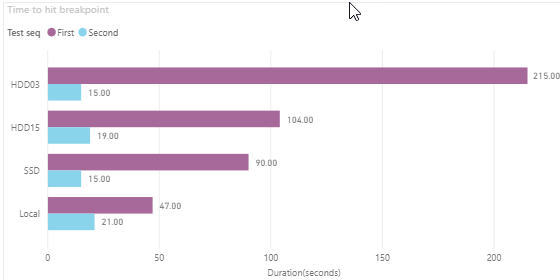 Time to hit breakpoint
Test seq First Second
HDD03 215.00
15.00
HDD15 104.00
19.00
SSD 90.00
15.00
Local 47.00
21.00
0 50 100 150 200
Duration(seconds)